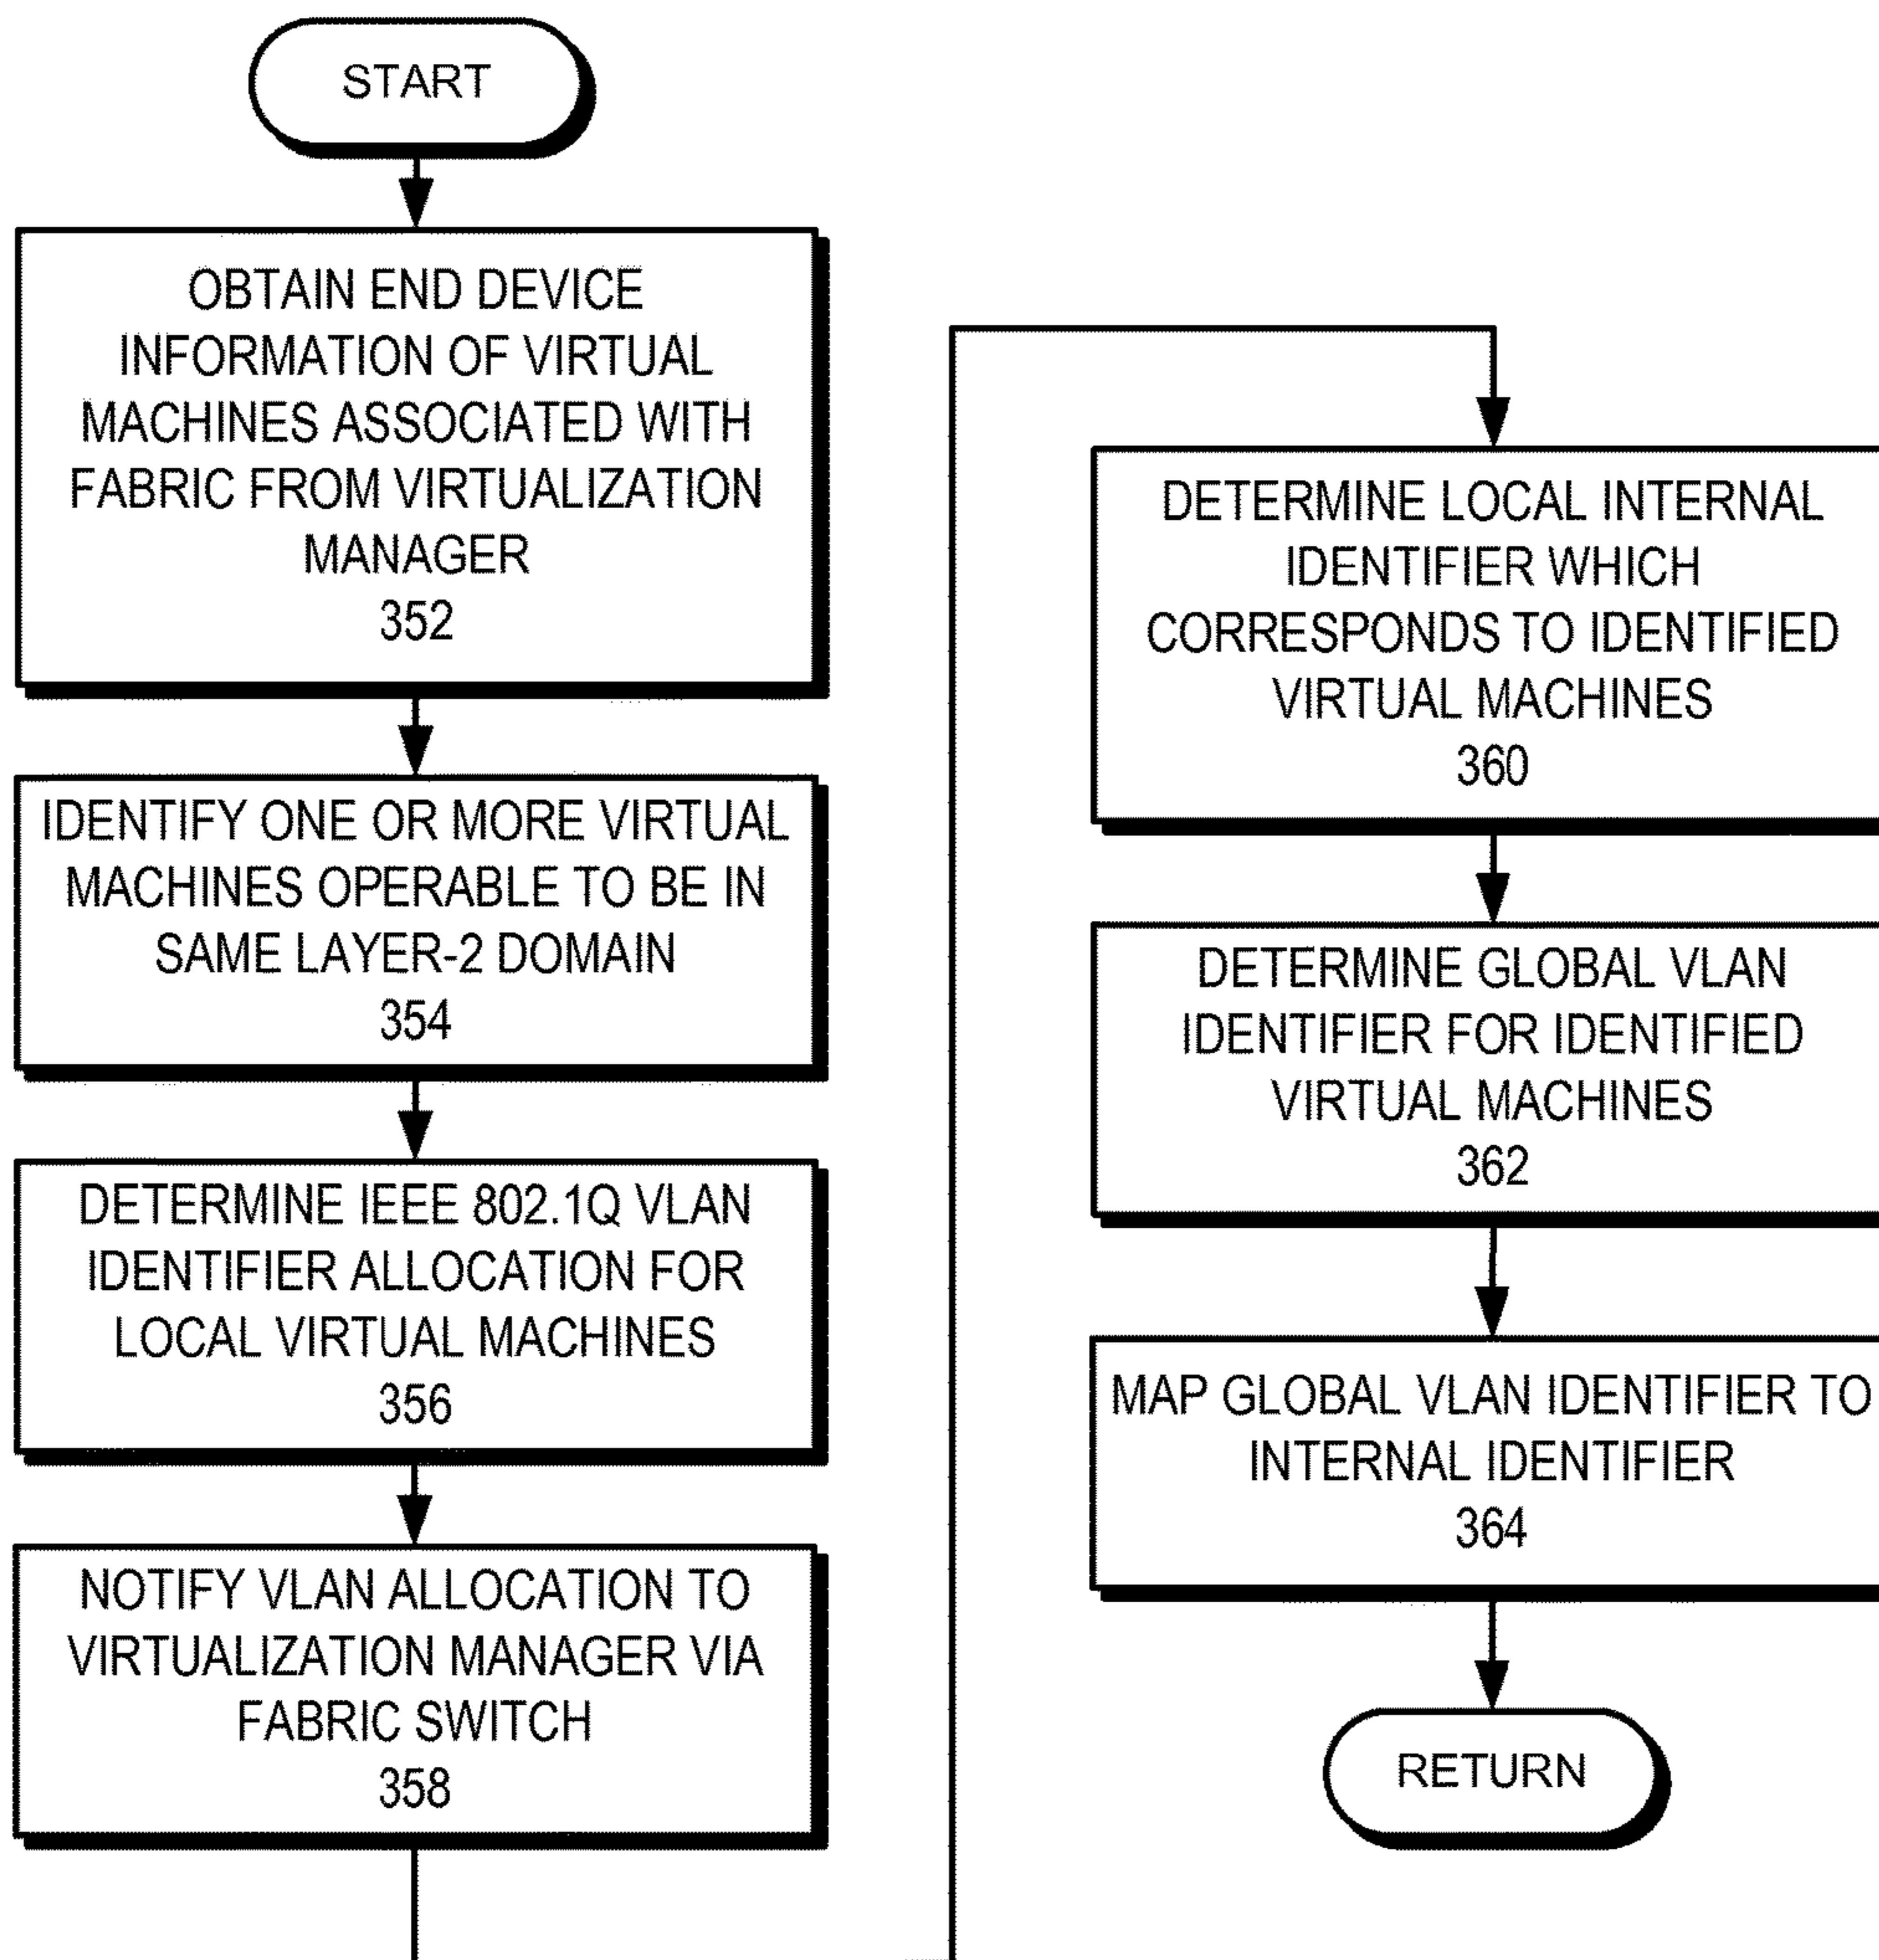 START
OBTAIN END DEVICE
INFORMATION OF VIRTUAL
MACHINES ASSOCIATED WITH
FABRIC FROM VIRTUALIZATION
MANAGER
352
IDENTIFY ONE OR MORE VIRTUAL
MACHINES OPERABLE TO BE IN
SAME LAYER-2 DOMAIN
354
DETERMINE IEEE 802.1Q VLAN
IDENTIFIER ALLOCATION FOR
LOCAL VIRTUAL MACHINES
356
NOTIFY VLAN ALLOCATION TO
VIRTUALIZATION MANAGER VIA
FABRIC SWITCH
358
DETERMINE LOCAL INTERNAL
IDENTIFIER WHICH
CORRESPONDS TO IDENTIFIED
VIRTUAL MACHINES
360
DETERMINE GLOBAL VLAN
IDENTIFIER FOR IDENTIFIED
VIRTUAL MACHINES
362
MAP GLOBAL VLAN IDENTIFIER TO
INTERNAL IDENTIFIER
364
RETURN